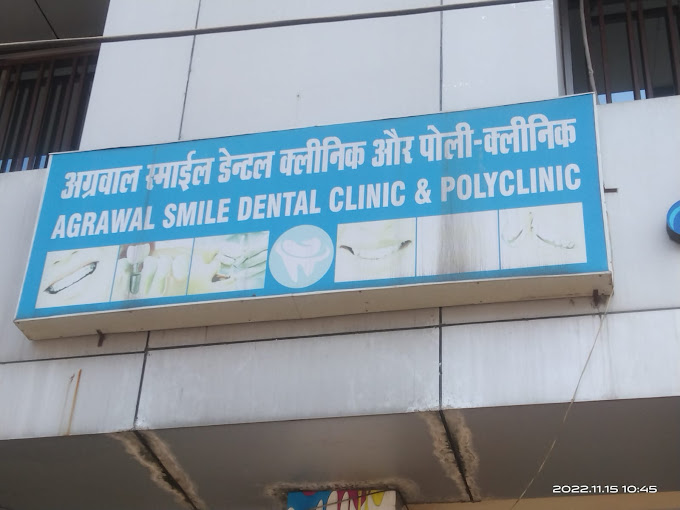 अग्रवाल स्माईल डेन्टल क्लीनिक और पोली-क्लीनिक
AGRAWAL SMILE DENTAL CLINIC & POLYCLINIC
2022.11.15 10:45